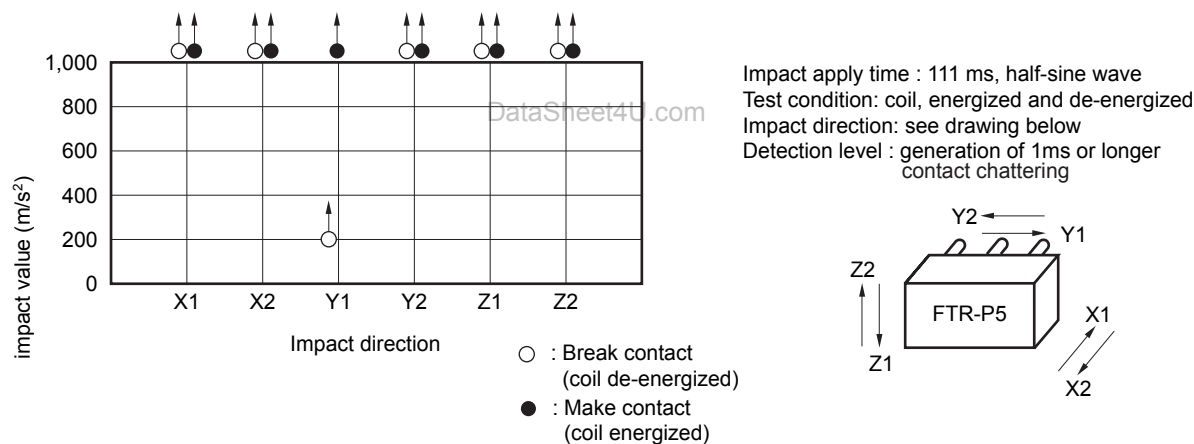 1,000
800
600
400
200
0
impact value (m/s²)
X1 X2 Y1 Y2 Z1 Z2
Impact direction
DataSheet4U.com
○ : Break contact
(coil de-energized)
● : Make contact
(coil energized)
Impact apply time : 111 ms, half-sine wave
Test condition: coil, energized and de-energized
Impact direction: see drawing below
Detection level : generation of 1ms or longer
contact chattering
Y2
Y1
Z2
Z1
FTR-P5
X1
X2